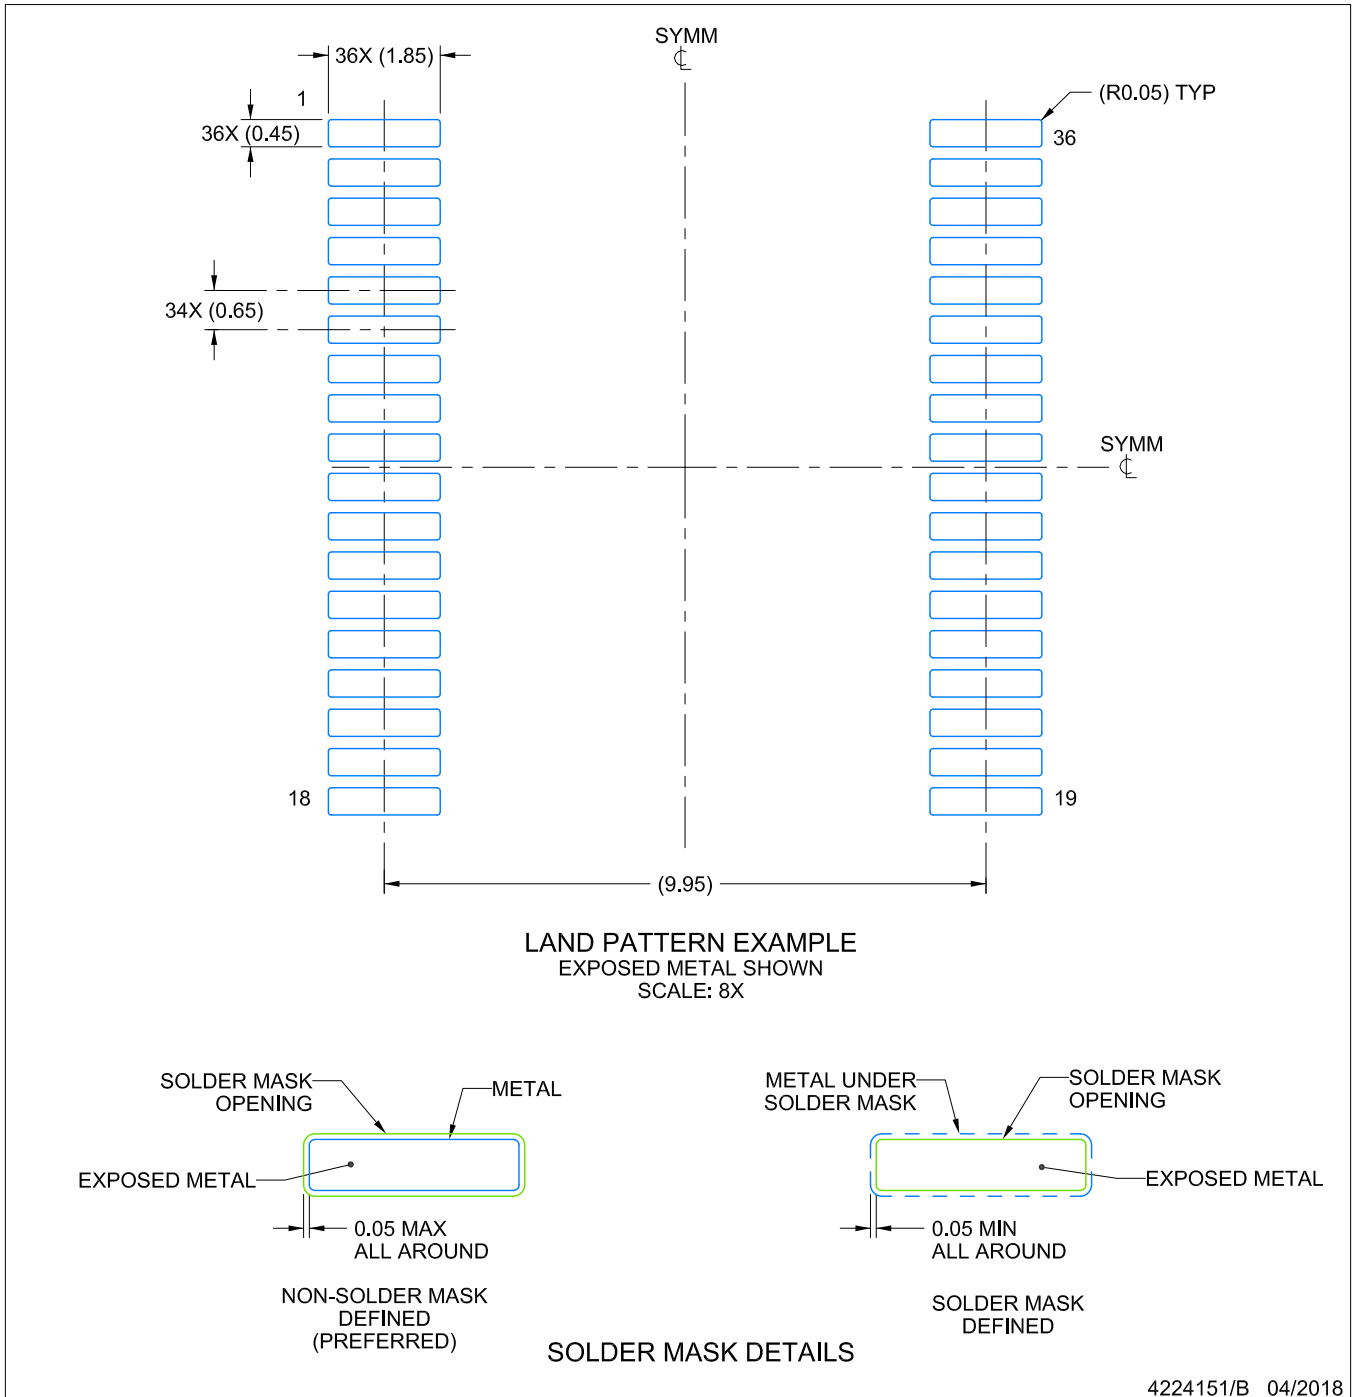 SYMM
36X (1.85)
1
(R0.05) TYP
36X (0.45)
36
34X (0.65)
SYMM
18
19
(9.95)
LAND PATTERN EXAMPLE
EXPOSED METAL SHOWN
SCALE: 8X
SOLDER MASK
OPENING
METAL
EXPOSED METAL
0.05 MAX
ALL AROUND
NON-SOLDER MASK
DEFINED
(PREFERRED)
METAL UNDER
SOLDER MASK
SOLDER MASK
OPENING
EXPOSED METAL
0.05 MIN
ALL AROUND
SOLDER MASK
DEFINED
SOLDER MASK DETAILS
4224151/B 04/2018